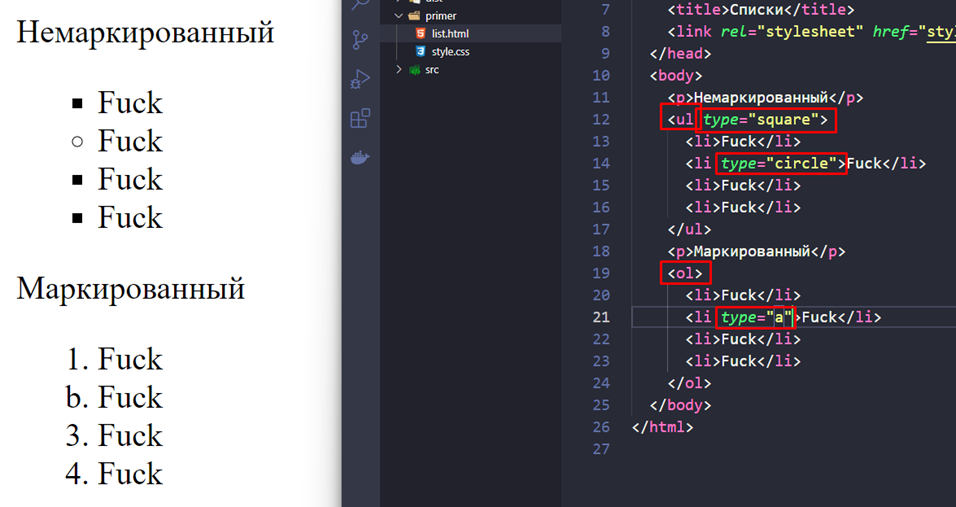 Немаркированный
Fuck
Fuck
Fuck
Fuck
Маркированный
1. Fuck
b. Fuck
3. Fuck
4. Fuck
primer
list.html
style.css
src
7 <title>Списки</title>
8 <link rel="stylesheet" href="sty
9 </head>
10 <body>
11 <p>Немаркированный</p>
12 <ul type="square">
13 <li>Fuck</li>
14 <li type="circle">Fuck</li>
15 <li>Fuck</li>
16 <li>Fuck</li>
17 </ul>
18 <p>Маркированный</p>
19 <ol>
20 <li>Fuck</li>
21 <li type="a">Fuck</li>
22 <li>Fuck</li>
23 <li>Fuck</li>
24 </ol>
25 </body>
26 </html>
27